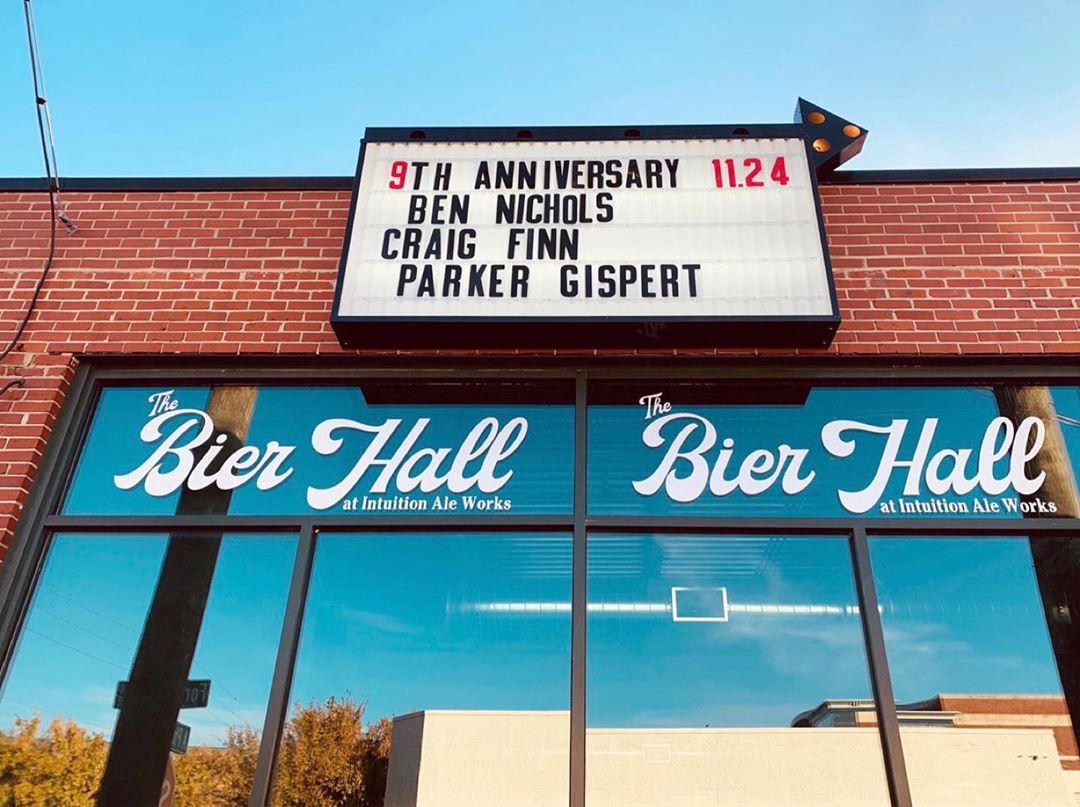 9TH ANNIVERSARY 11.24
BEN NICHOLS
CRAIG FINN
PARKER GISPERT
The
Bier Hall
at Intuition Ale Works
The
Bier Hall
at Intuition Ale Works